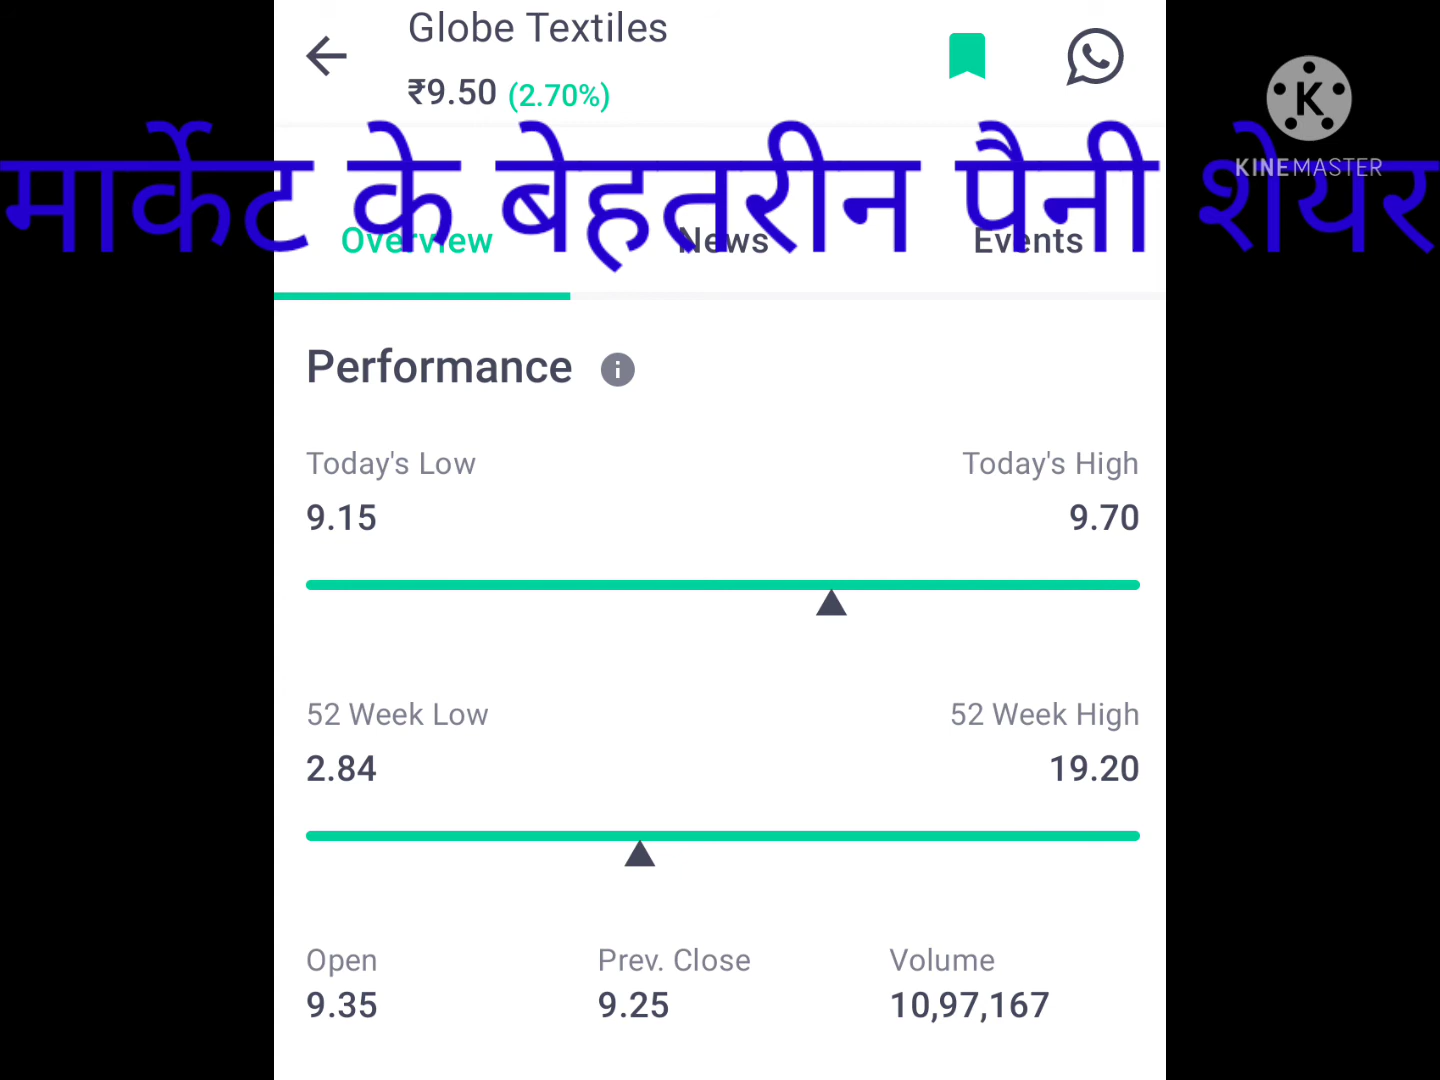 Globe Textiles
₹9.50 (2.70%)
KINEMASTER
मार्केट के बेहतरीन पैनी शेयर
Overview News Events
Performance
Today's Low Today's High
9.15 9.70
52 Week Low 52 Week High
2.84 19.20
Open Prev. Close Volume
9.35 9.25 10,97,167